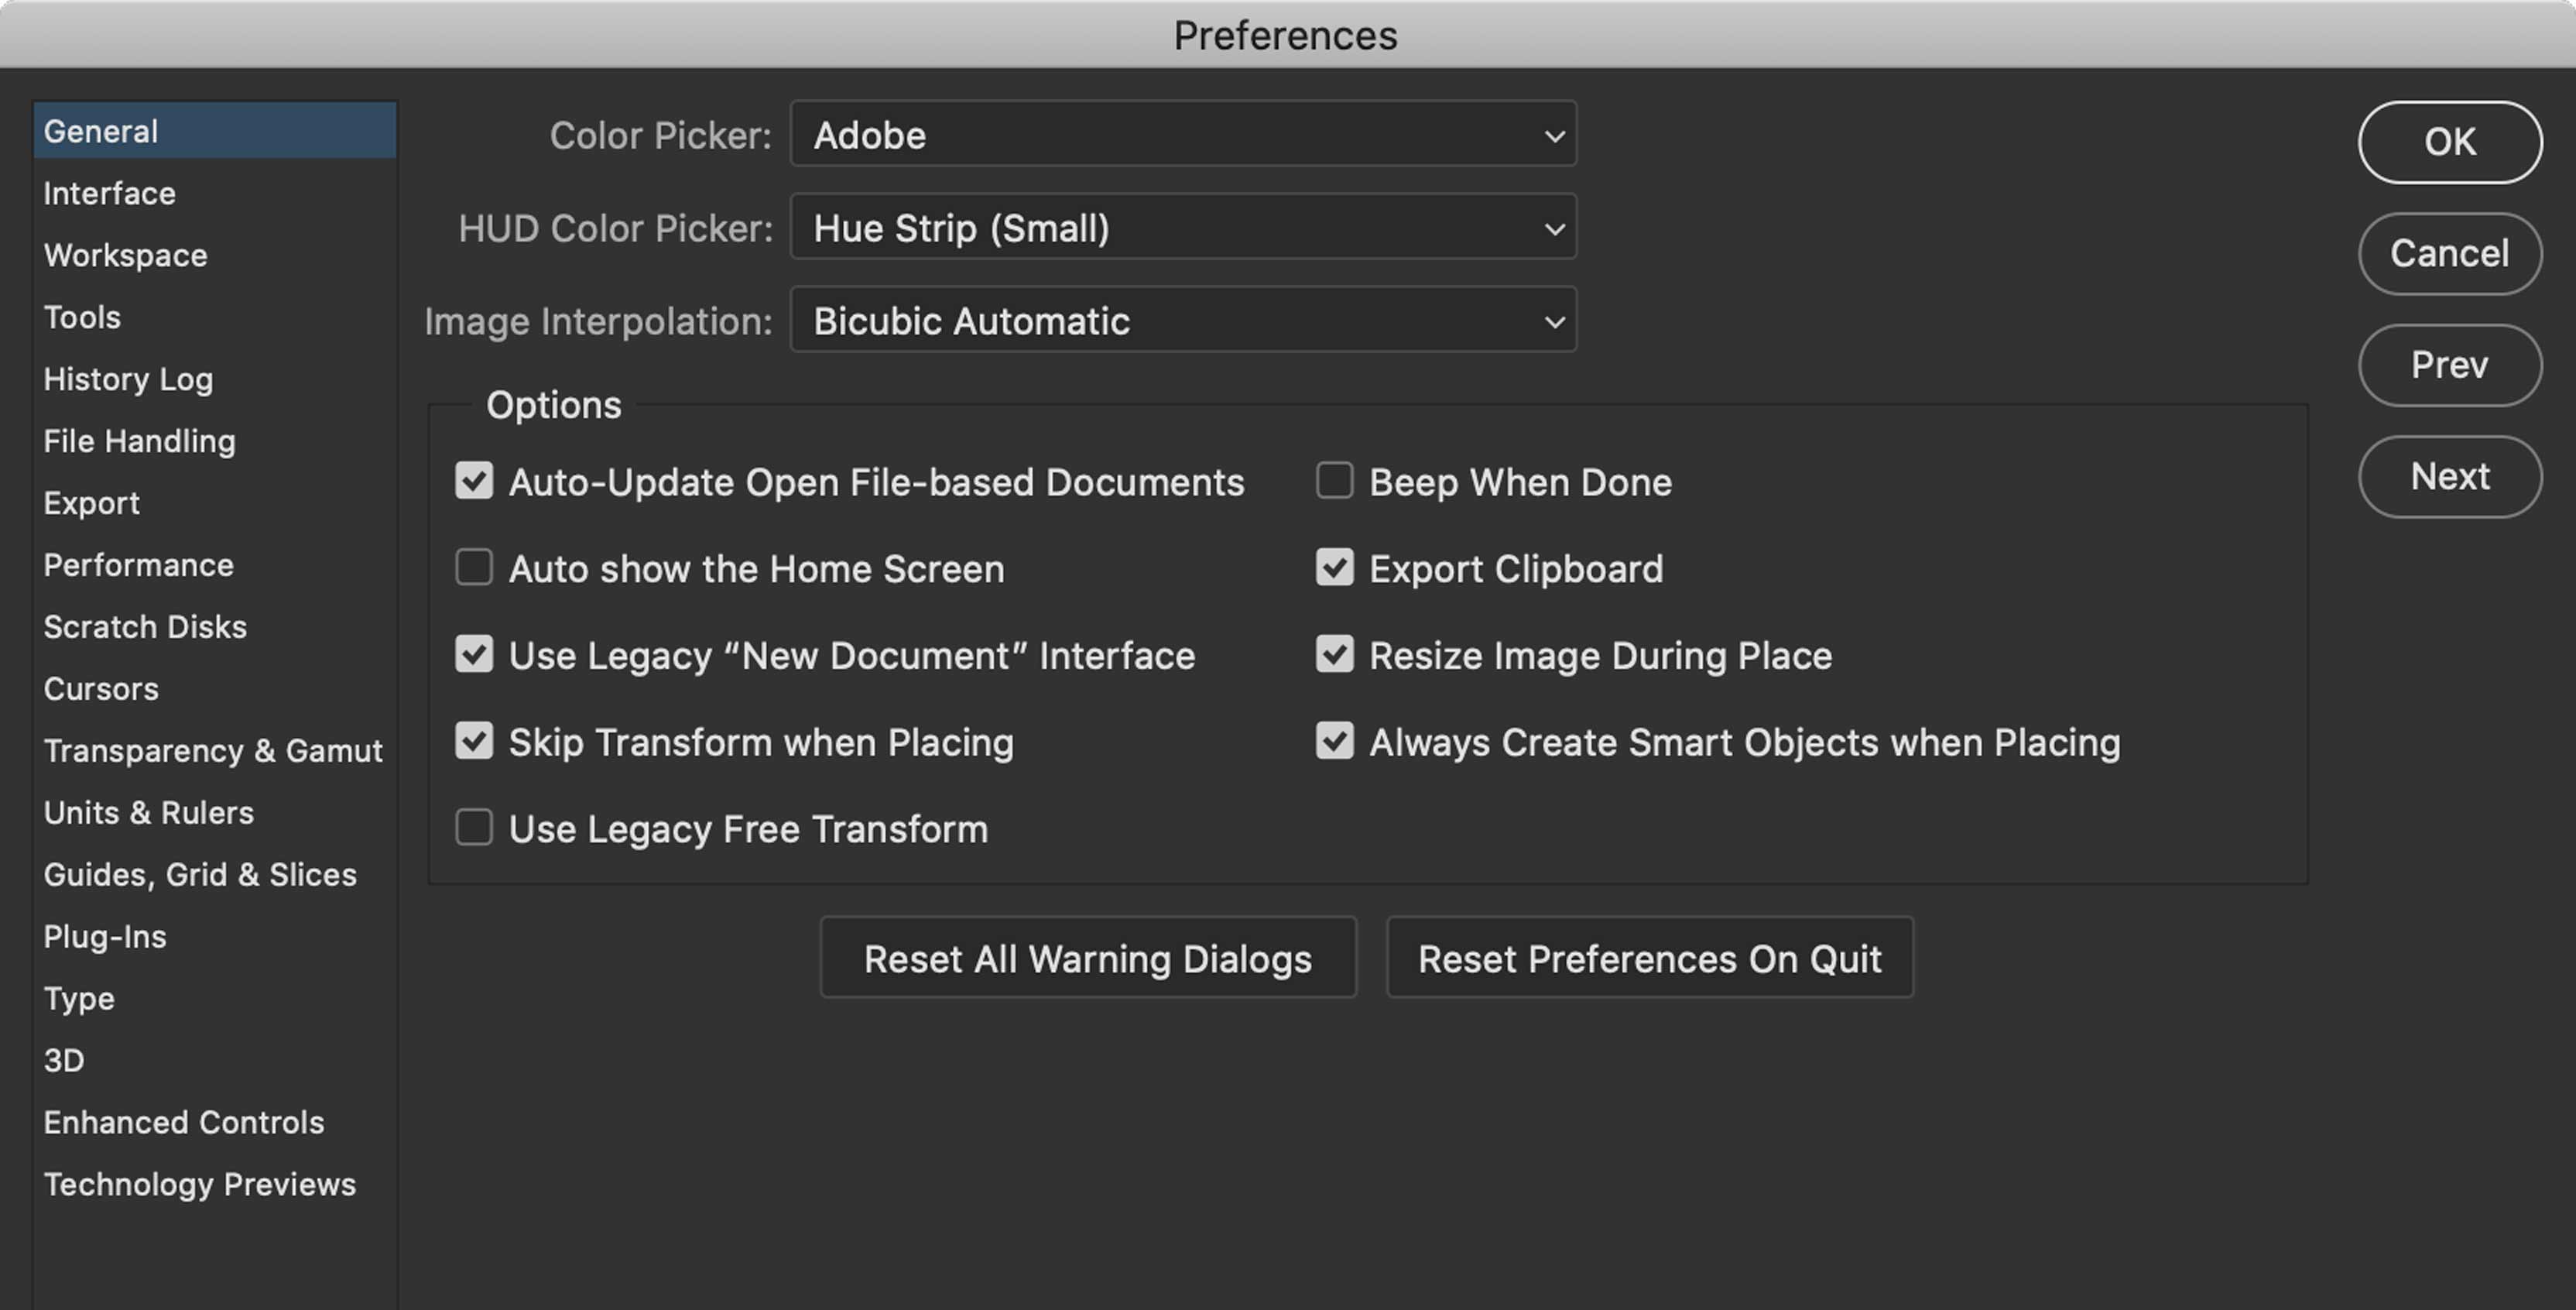 Preferences
General
Interface
Workspace
Tools
History Log
File Handling
Export
Performance
Scratch Disks
Cursors
Transparency & Gamut
Units & Rulers
Guides, Grid & Slices
Plug-Ins
Type
3D
Enhanced Controls
Technology Previews
Color Picker: Adobe
HUD Color Picker: Hue Strip (Small)
Image Interpolation: Bicubic Automatic
Options
Auto-Update Open File-based Documents
Auto show the Home Screen
Use Legacy “New Document” Interface
Skip Transform when Placing
Use Legacy Free Transform
Beep When Done
Export Clipboard
Resize Image During Place
Always Create Smart Objects when Placing
Reset All Warning Dialogs
Reset Preferences On Quit
OK
Cancel
Prev
Next